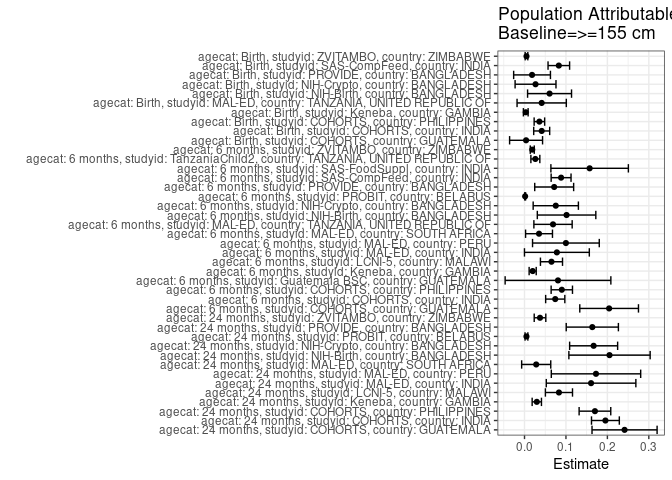 Population Attributable
Baseline=>=155 cm
agecat: Birth, studyid: ZVITAMBO, country: ZIMBABWE
agecat: Birth, studyid: SAS-CompFeed, country: INDIA
agecat: Birth, studyid: PROVIDE, country: BANGLADESH
agecat: Birth, studyid: NIH-Crypto, country: BANGLADESH
agecat: Birth, studyid: NIH-Birth, country: BANGLADESH
agecat: Birth, studyid: MAL-ED, country: TANZANIA, UNITED REPUBLIC OF
agecat: Birth, studyid: Keneba, country: GAMBIA
agecat: Birth, studyid: COHORTS, country: PHILIPPINES
agecat: Birth, studyid: COHORTS, country: INDIA
agecat: Birth, studyid: COHORTS, country: GUATEMALA
agecat: 6 months, studyid: ZVITAMBO, country: ZIMBABWE
agecat: 6 months, studyid: TanzaniaChild2, country: TANZANIA, UNITED REPUBLIC OF
agecat: 6 months, studyid: SAS-FoodSuppl, country: INDIA
agecat: 6 months, studyid: SAS-CompFeed, country: INDIA
agecat: 6 months, studyid: PROVIDE, country: BANGLADESH
agecat: 6 months, studyid: PROBIT, country: BELARUS
agecat: 6 months, studyid: NIH-Crypto, country: BANGLADESH
agecat: 6 months, studyid: NIH-Birth, country: BANGLADESH
agecat: 6 months, studyid: MAL-ED, country: TANZANIA, UNITED REPUBLIC OF
agecat: 6 months, studyid: MAL-ED, country: SOUTH AFRICA
agecat: 6 months, studyid: MAL-ED, country: PERU
agecat: 6 months, studyid: MAL-ED, country: INDIA
agecat: 6 months, studyid: LCNI-5, country: MALAWI
agecat: 6 months, studyid: Keneba, country: GAMBIA
agecat: 6 months, studyid: Guatemala BSC, country: GUATEMALA
agecat: 6 months, studyid: COHORTS, country: PHILIPPINES
agecat: 6 months, studyid: COHORTS, country: INDIA
agecat: 6 months, studyid: COHORTS, country: GUATEMALA
agecat: 24 months, studyid: ZVITAMBO, country: ZIMBABWE
agecat: 24 months, studyid: PROVIDE, country: BANGLADESH
agecat: 24 months, studyid: PROBIT, country: BELARUS
agecat: 24 months, studyid: NIH-Crypto, country: BANGLADESH
agecat: 24 months, studyid: NIH-Birth, country: BANGLADESH
agecat: 24 months, studyid: MAL-ED, country: SOUTH AFRICA
agecat: 24 months, studyid: MAL-ED, country: PERU
agecat: 24 months, studyid: MAL-ED, country: INDIA
agecat: 24 months, studyid: LCNI-5, country: MALAWI
agecat: 24 months, studyid: Keneba, country: GAMBIA
agecat: 24 months, studyid: COHORTS, country: PHILIPPINES
agecat: 24 months, studyid: COHORTS, country: INDIA
agecat: 24 months, studyid: COHORTS, country: GUATEMALA
0.0 0.1 0.2 0.3
Estimate